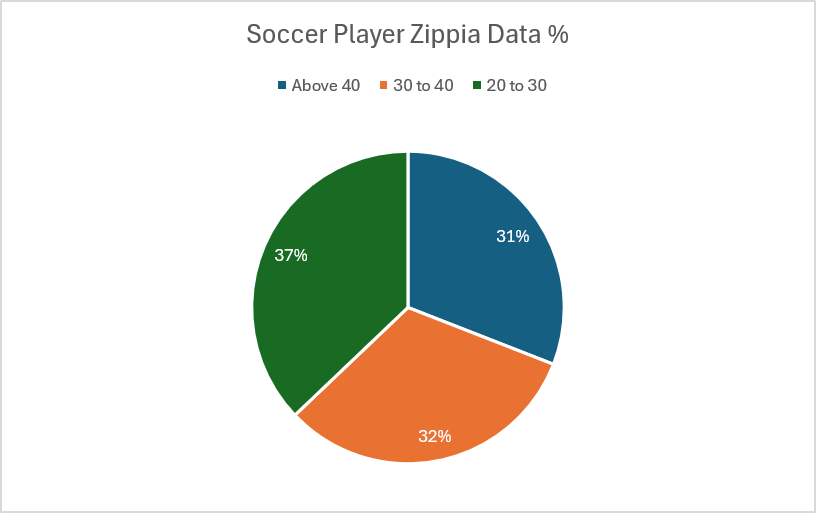 Soccer Player Zippia Data %
Above 40 30 to 40 20 to 30
31%
37%
32%